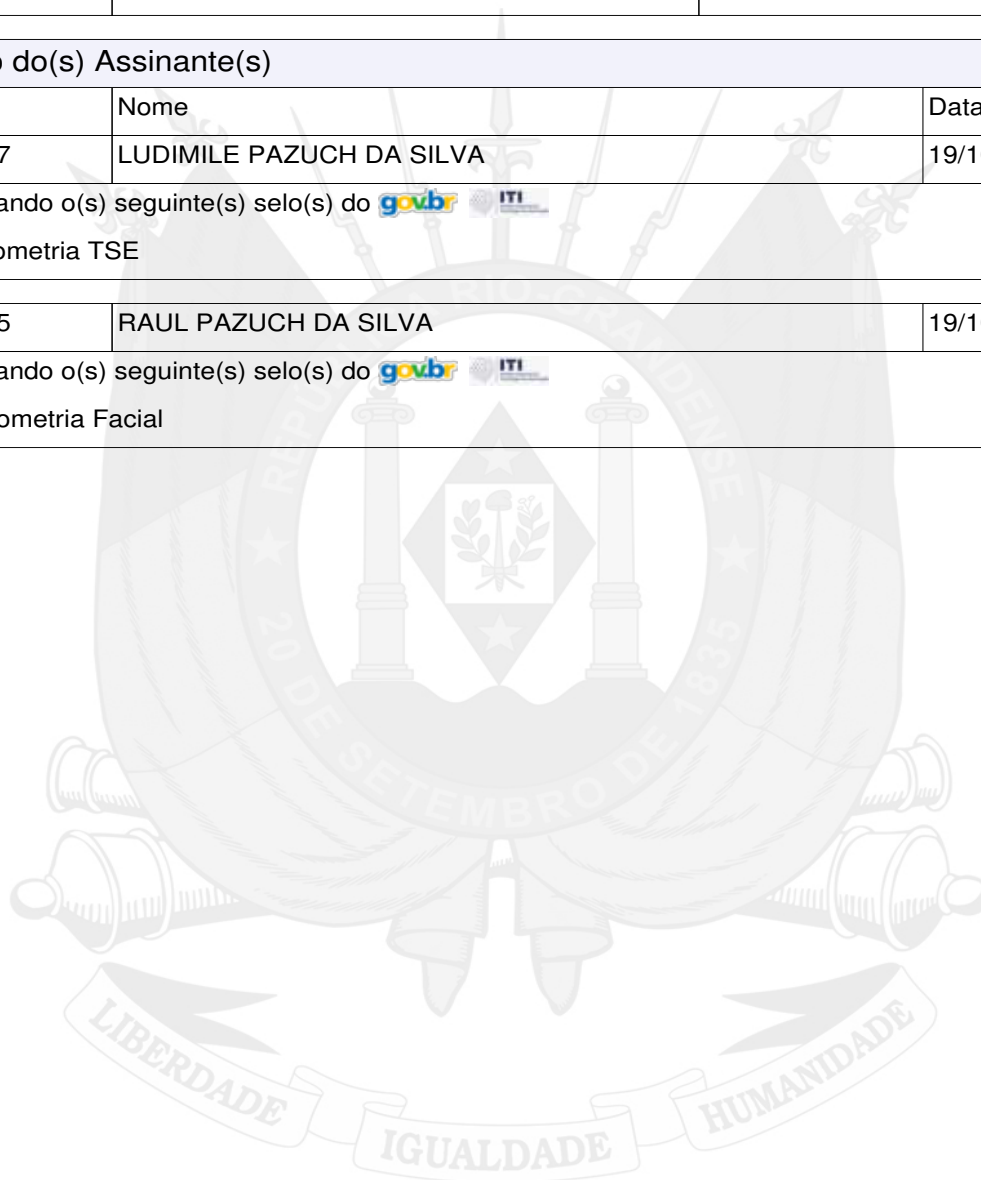 o do(s) Assinante(s)
Nome Data
7 LUDIMILE PAZUCH DA SILVA 19/1
ando o(s) seguinte(s) selo(s) do gov.br ITI
ometria TSE
5 RAUL PAZUCH DA SILVA 19/1
ando o(s) seguinte(s) selo(s) do gov.br ITI
ometria Facial
REPÚBLICA RIO-GRANDENSE
20 DE SETEMBRO DE 1835
LIBERDADE IGUALDADE HUMANIDADE